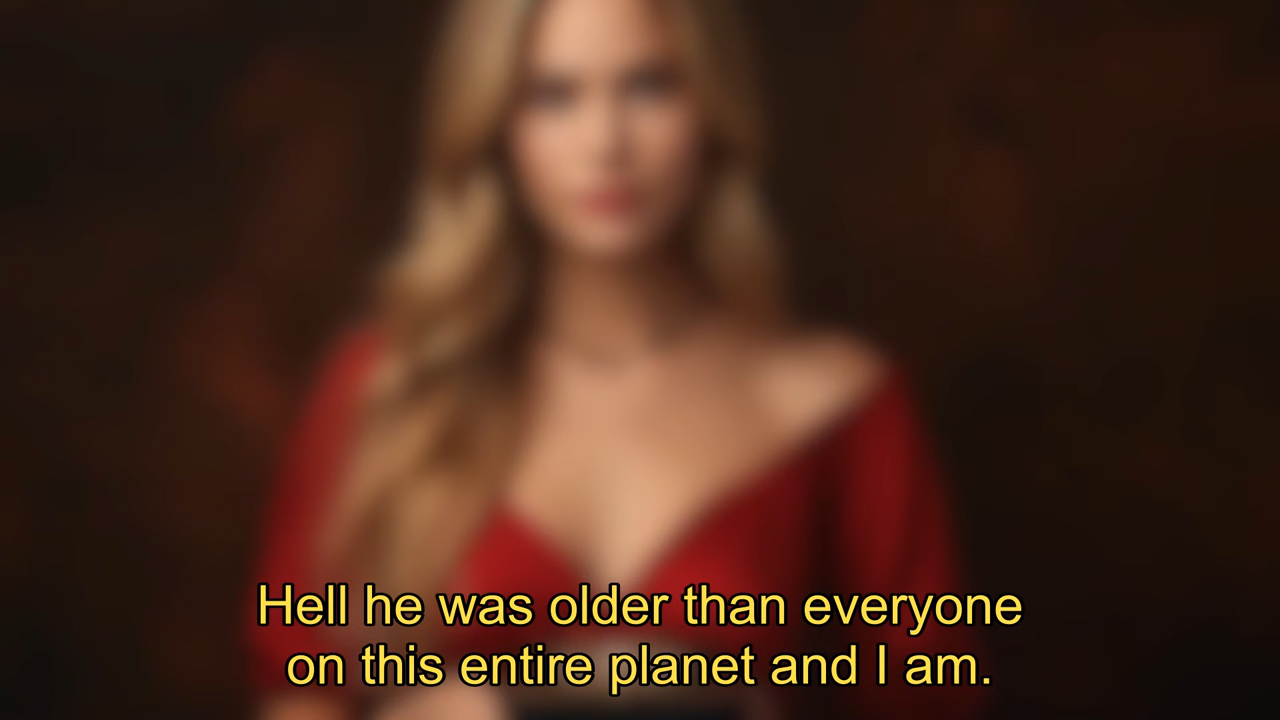 Hell he was older than everyone
on this entire planet and I am.